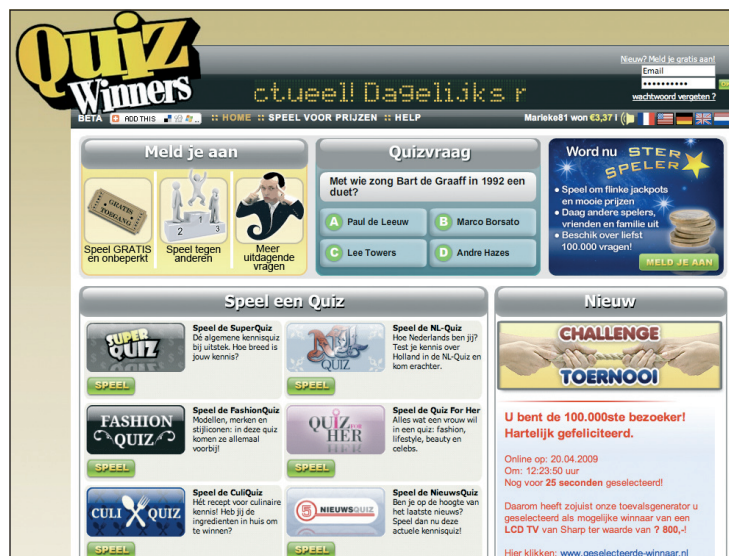 Quiz
Winners
BETA
ADD THIS
ctueel! Dagelijks r
Nieuw? Meld je gratis aan!
Email
wachtwoord vergeten ?
:: HOME :: SPEEL VOOR PRIJZEN :: HELP
Marieke81 won €3,37 !
Meld je aan
GRATIS
TOEGANG
2 1 3
Speel GRATIS
en onbeperkt
Speel tegen
anderen
Meer
uitdagende
vragen
Quizvraag
Met wie zong Bart de Graaff in 1992 een
duet?
A Paul de Leeuw
B Marco Borsato
C Lee Towers
D Andre Hazes
Word nu STER
SPELER
• Speel om flinke jackpots
en mooie prijzen
• Daag andere spelers,
vrienden en familie uit
• Beschik over liefst
100.000 vragen!
MELD JE AAN
Speel een Quiz
SUPER
QUIZ
Speel de SuperQuiz
Dé algemene kennisquiz
bij uitstek. Hoe breed is
jouw kennis?
SPEEL
NL
QUIZ
Speel de NL-Quiz
Hoe Nederlands ben jij?
Test je kennis over
Holland in de NL-Quiz en
kom erachter.
SPEEL
FASHION
QUIZ
Speel de FashionQuiz
Modellen, merken en
stijliconen: in deze quiz
komen ze allemaal
voorbij!
SPEEL
QUIZ FOR
HER
Speel de Quiz For Her
Alles wat een vrouw wil
in een quiz: fashion,
lifestyle, beauty en
celebs.
SPEEL
CULI QUIZ
Speel de CuliQuiz
Hét recept voor culinaire
kennis! Heb jij de
ingredienten in huis om
te winnen?
SPEEL
5 NIEUWSQUIZ
Speel de NieuwsQuiz
Ben je op de hoogte van
het laatste nieuws?
Speel dan nu deze
actuele kennisquiz!
SPEEL
Nieuw
CHALLENGE
TOERNOOI
U bent de 100.000ste bezoeker!
Hartelijk gefeliciteerd.
Online op: 20.04.2009
Om: 12:23:50 uur
Nog voor 25 seconden geselecteerd!
Daarom heeft zojuist onze toevalsgenerator u
geselecteerd als mogelijke winnaar van een
LCD TV van Sharp ter waarde van ? 800,-!
Hier klikken: www.geselecteerde-winnaar.nl